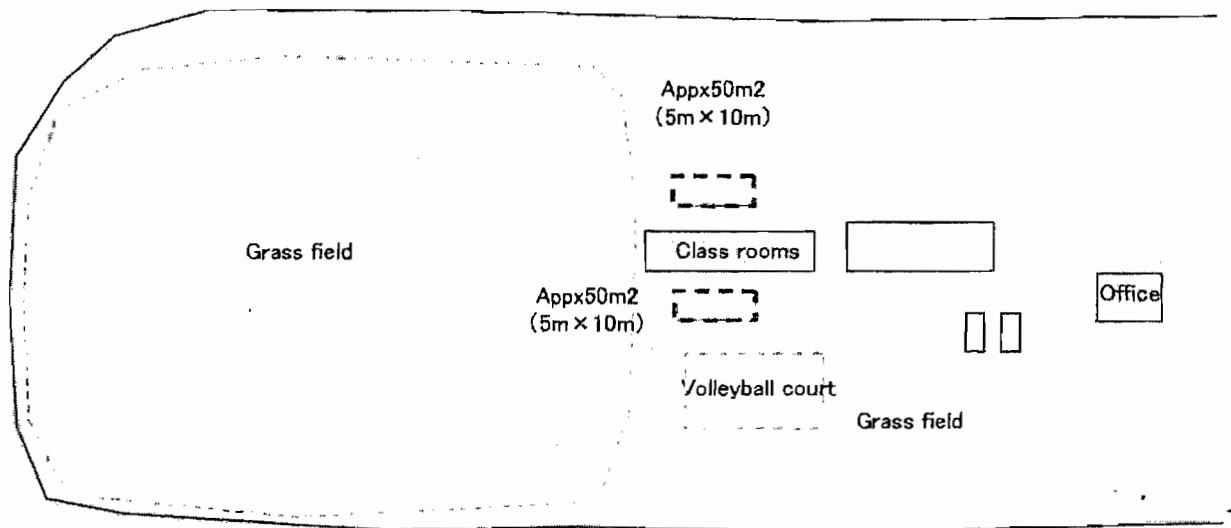 Appx50m2
(5m×10m)
Grass field
Class rooms
Appx50m2
(5m×10m)
Office
Volleyball court
Grass field